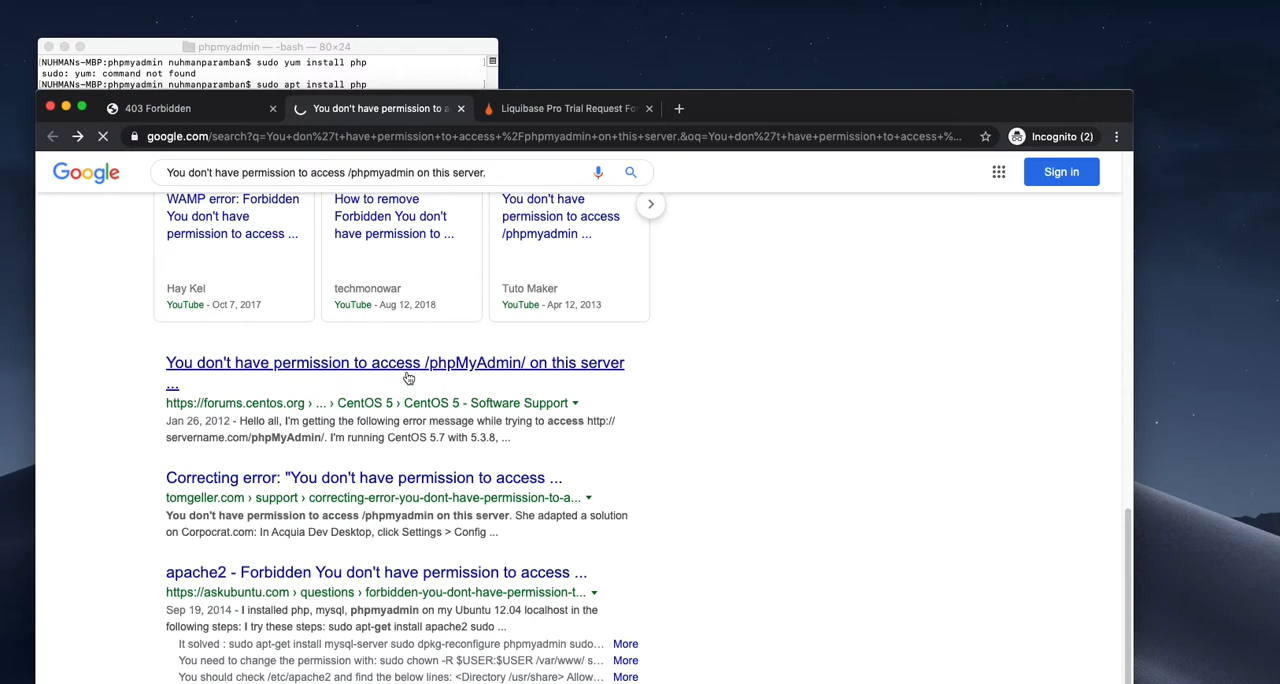 phpmyadmin — -bash — 80×24
[NUHMANs-MBP:phpmyadmin nuhmanparamban$ sudo yum install php ]
sudo: yum: command not found
[NUHMANs-MBP:phpmyadmin nuhmanparamban$ sudo apt install php ]
403 Forbidden
You don't have permission to a
Liquibase Pro Trial Request Fo
google.com/search?q=You+don%27t+have+permission+to+access+%2Fphpmyadmin+on+this+server.&oq=You+don%27t+have+permission+to+access+%...
Incognito (2)
Google
You don't have permission to access /phpmyadmin on this server.
Sign in
WAMP error: Forbidden
You don't have
permission to access ...
Hay Kel
YouTube - Oct 7, 2017
How to remove
Forbidden You don't
have permission to ...
techmonowar
YouTube - Aug 12, 2018
You don't have
permission to access
/phpmyadmin ...
Tuto Maker
YouTube - Apr 12, 2013
You don't have permission to access /phpMyAdmin/ on this server
...
https://forums.centos.org › ... › CentOS 5 › CentOS 5 - Software Support
Jan 26, 2012 - Hello all, I'm getting the following error message while trying to access http://
servername.com/phpMyAdmin/. I'm running CentOS 5.7 with 5.3.8, ...
Correcting error: "You don't have permission to access ...
tomgeller.com › support › correcting-error-you-dont-have-permission-to-a...
You don't have permission to access /phpmyadmin on this server. She adapted a solution
on Corpocrat.com: In Acquia Dev Desktop, click Settings > Config ...
apache2 - Forbidden You don't have permission to access ...
https://askubuntu.com › questions › forbidden-you-dont-have-permission-t...
Sep 19, 2014 - I installed php, mysql, phpmyadmin on my Ubuntu 12.04 localhost in the
following steps: I try these steps: sudo apt-get install apache2 sudo ...
It solved : sudo apt-get install mysql-server sudo dpkg-reconfigure phpmyadmin sudo... More
You need to change the permission with: sudo chown -R $USER:$USER /var/www/ s... More
You should check /etc/apache2 and find the below lines: <Directory /usr/share> Allow... More